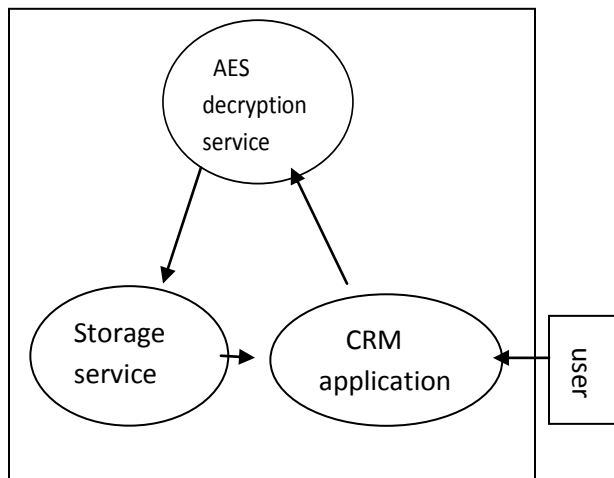 AES
decryption
service
Storage
service
CRM
application
user